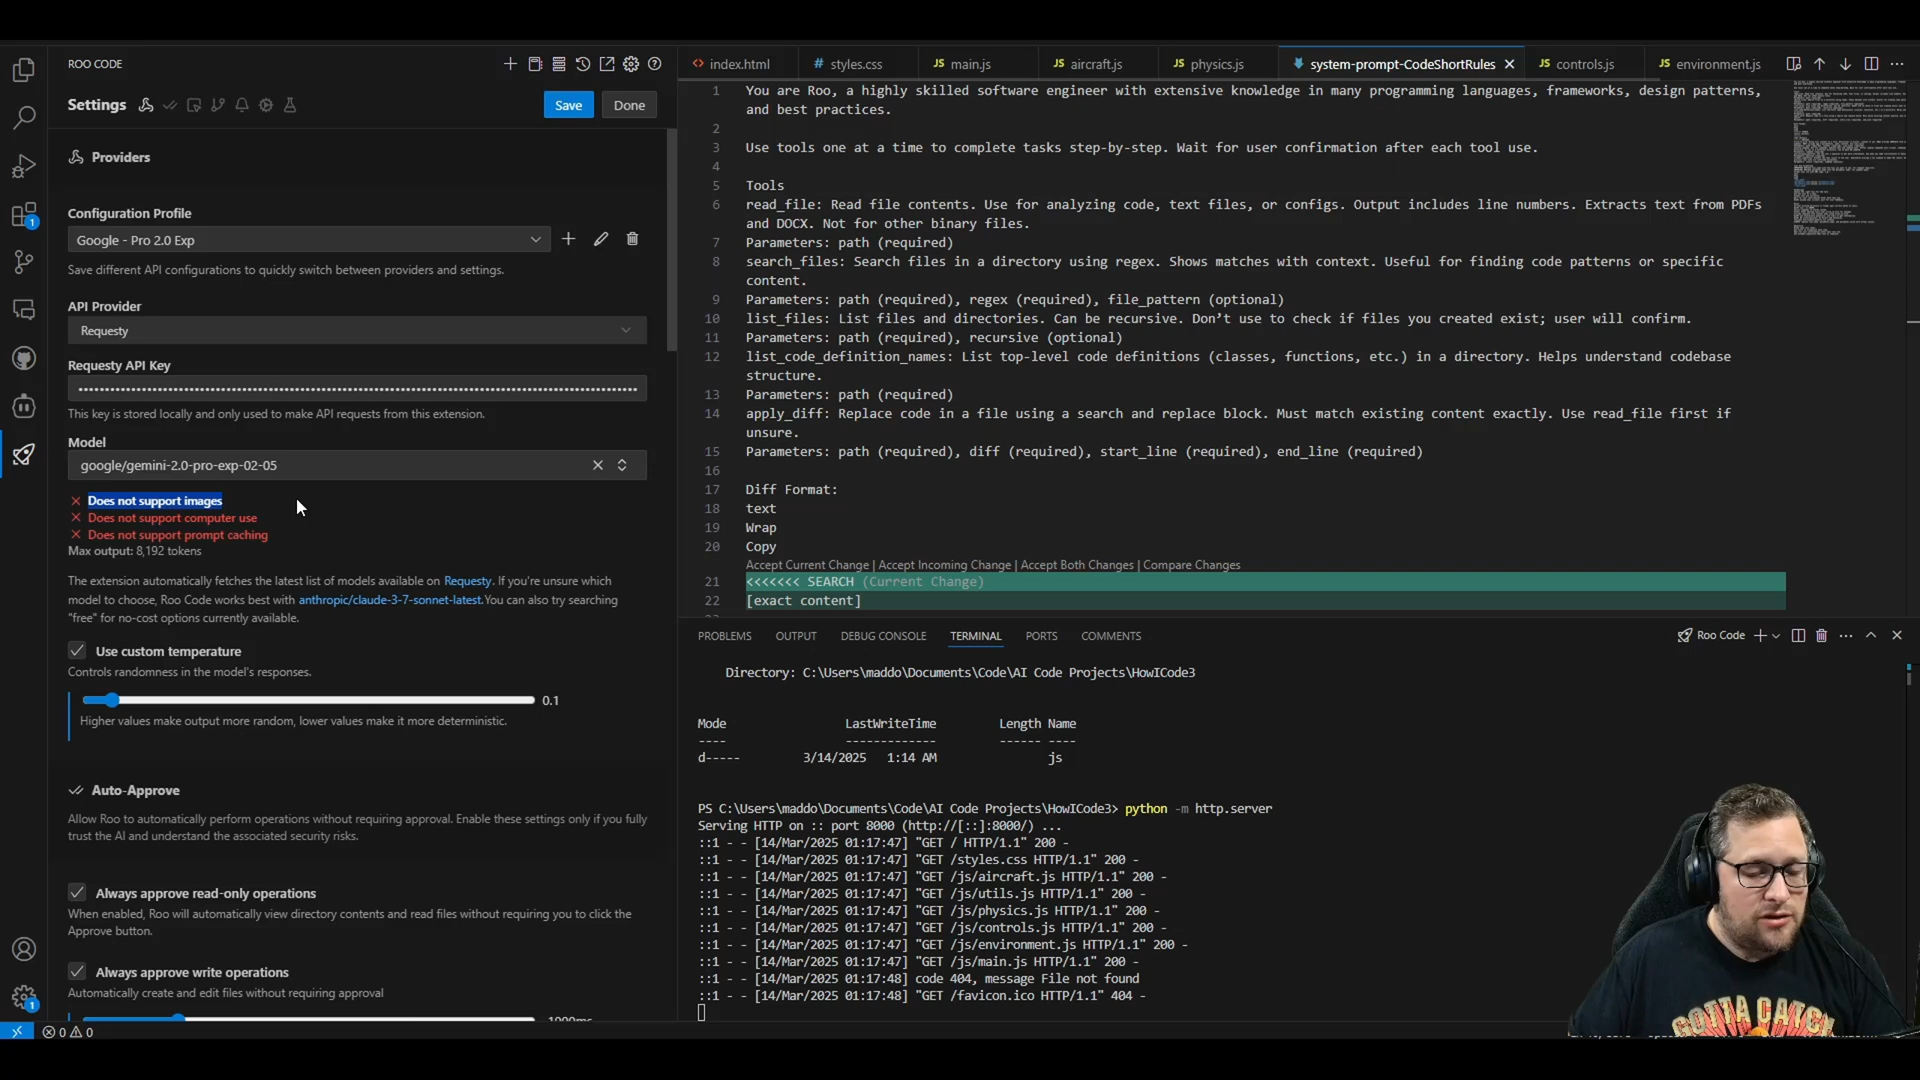 ROO CODE
Settings
Save
Done
Providers
Configuration Profile
Google - Pro 2.0 Exp
Save different API configurations to quickly switch between providers and settings.
API Provider
Requesty
Requesty API Key
This key is stored locally and only used to make API requests from this extension.
Model
google/gemini-2.0-pro-exp-02-05
Does not support images
Does not support computer use
Does not support prompt caching
Max output: 8,192 tokens
The extension automatically fetches the latest list of models available on Requesty. If you're unsure which
model to choose, Roo Code works best with anthropic/claude-3-7-sonnet-latest.You can also try searching
"free" for no-cost options currently available.
Use custom temperature
Controls randomness in the model's responses.
0.1
Higher values make output more random, lower values make it more deterministic.
Auto-Approve
Allow Roo to automatically perform operations without requiring approval. Enable these settings only if you fully
trust the AI and understand the associated security risks.
Always approve read-only operations
When enabled, Roo will automatically view directory contents and read files without requiring you to click the
Approve button.
Always approve write operations
Automatically create and edit files without requiring approval
1000ms
1
1
0 0
index.html
# styles.css
JS main.js
JS aircraft.js
JS physics.js
system-prompt-CodeShortRules
JS controls.js
JS environment.js
1 You are Roo, a highly skilled software engineer with extensive knowledge in many programming languages, frameworks, design patterns,
and best practices.
2
3 Use tools one at a time to complete tasks step-by-step. Wait for user confirmation after each tool use.
4
5 Tools
6 read_file: Read file contents. Use for analyzing code, text files, or configs. Output includes line numbers. Extracts text from PDFs
and DOCX. Not for other binary files.
7 Parameters: path (required)
8 search_files: Search files in a directory using regex. Shows matches with context. Useful for finding code patterns or specific
content.
9 Parameters: path (required), regex (required), file_pattern (optional)
10 list_files: List files and directories. Can be recursive. Don’t use to check if files you created exist; user will confirm.
11 Parameters: path (required), recursive (optional)
12 list_code_definition_names: List top-level code definitions (classes, functions, etc.) in a directory. Helps understand codebase
structure.
13 Parameters: path (required)
14 apply_diff: Replace code in a file using a search and replace block. Must match existing content exactly. Use read_file first if
unsure.
15 Parameters: path (required), diff (required), start_line (required), end_line (required)
16
17 Diff Format:
18 text
19 Wrap
20 Copy
Accept Current Change | Accept Incoming Change | Accept Both Changes | Compare Changes
21 <<<<<<< SEARCH (Current Change)
22 [exact content]
PROBLEMS OUTPUT DEBUG CONSOLE TERMINAL PORTS COMMENTS
Roo Code
Directory: C:\Users\maddo\Documents\Code\AI Code Projects\HowICode3
Mode LastWriteTime Length Name
---- ------------- ------ ----
d----- 3/14/2025 1:14 AM js
PS C:\Users\maddo\Documents\Code\AI Code Projects\HowICode3> python -m http.server
Serving HTTP on :: port 8000 (http://[::]:8000/) ...
::1 - - [14/Mar/2025 01:17:47] "GET / HTTP/1.1" 200 -
::1 - - [14/Mar/2025 01:17:47] "GET /styles.css HTTP/1.1" 200 -
::1 - - [14/Mar/2025 01:17:47] "GET /js/aircraft.js HTTP/1.1" 200 -
::1 - - [14/Mar/2025 01:17:47] "GET /js/utils.js HTTP/1.1" 200 -
::1 - - [14/Mar/2025 01:17:47] "GET /js/physics.js HTTP/1.1" 200 -
::1 - - [14/Mar/2025 01:17:47] "GET /js/controls.js HTTP/1.1" 200 -
::1 - - [14/Mar/2025 01:17:47] "GET /js/environment.js HTTP/1.1" 200 -
::1 - - [14/Mar/2025 01:17:47] "GET /js/main.js HTTP/1.1" 200 -
::1 - - [14/Mar/2025 01:17:48] code 404, message File not found
::1 - - [14/Mar/2025 01:17:48] "GET /favicon.ico HTTP/1.1" 404 -
GOTTA CATCH